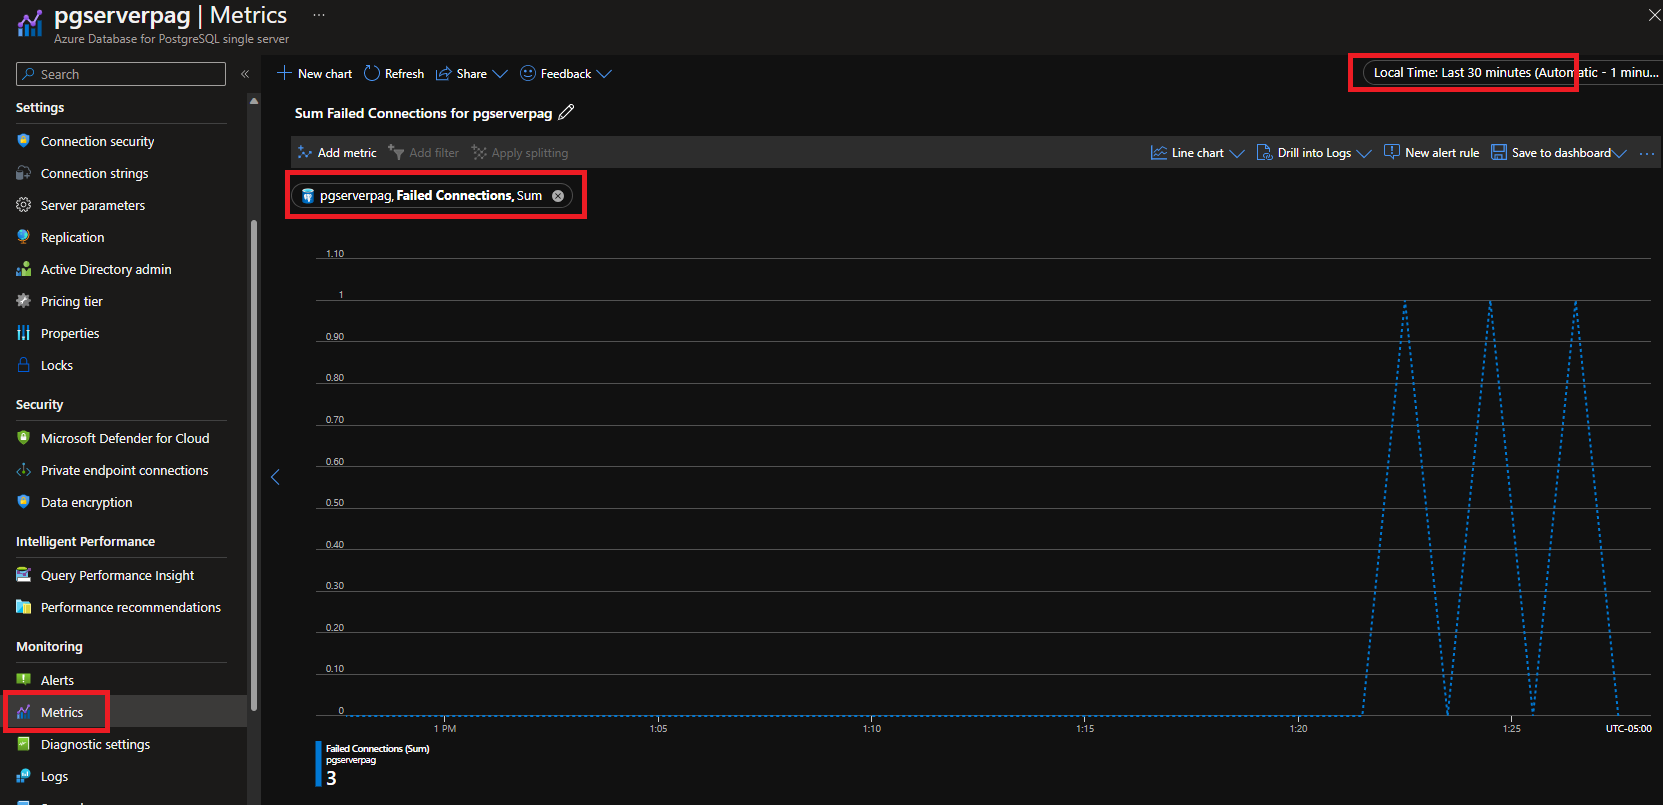 pgserverpag | Metrics ...
Azure Database for PostgreSQL single server
Search
«
New chart Refresh Share Feedback
Local Time: Last 30 minutes (Automatic - 1 minu...
Settings
Connection security
Connection strings
Server parameters
Replication
Active Directory admin
Pricing tier
Properties
Locks
Security
Microsoft Defender for Cloud
Private endpoint connections
Data encryption
Intelligent Performance
Query Performance Insight
Performance recommendations
Monitoring
Alerts
Metrics
Diagnostic settings
Logs
Sum Failed Connections for pgserverpag
Add metric Add filter Apply splitting
Line chart Drill into Logs New alert rule Save to dashboard ...
pgserverpag, Failed Connections, Sum
1.10
1
0.90
0.80
0.70
0.60
0.50
0.40
0.30
0.20
0.10
0
1 PM 1:05 1:10 1:15 1:20 1:25 UTC-05:00
Failed Connections (Sum)
pgserverpag
3